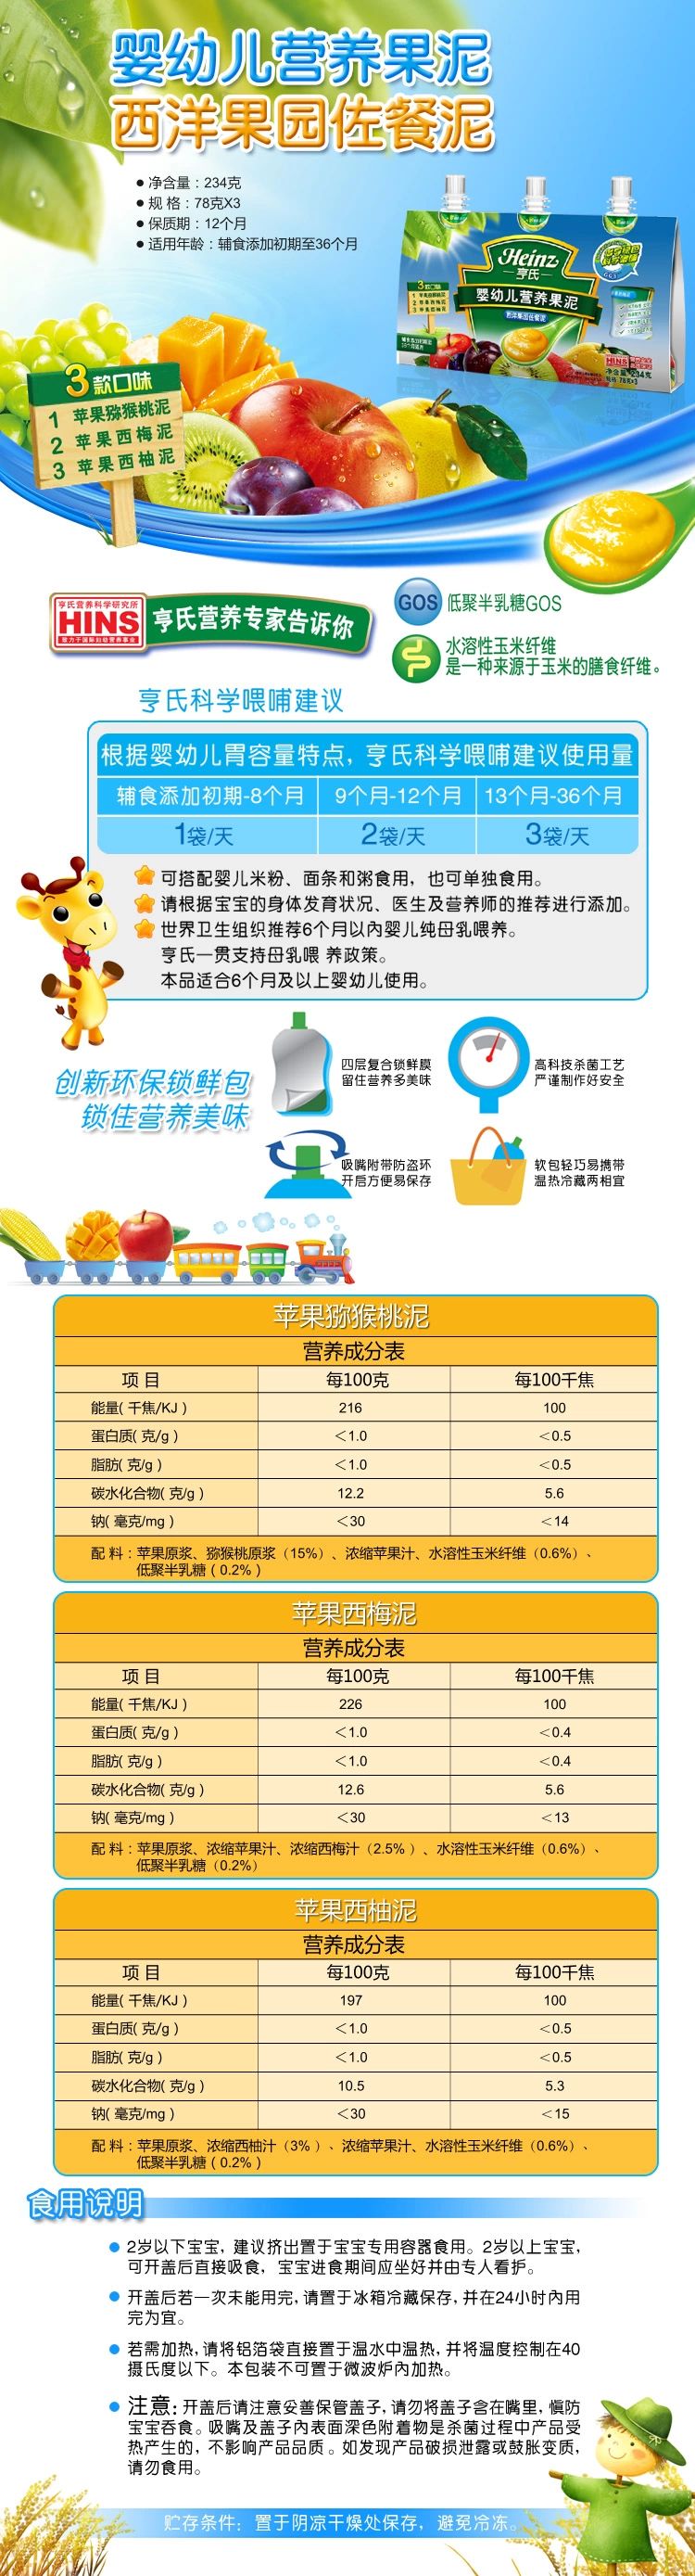 婴幼儿营养果泥
西洋果园佐餐泥
● 净含量：234克
● 规 格：78克X3
● 保质期：12个月
● 适用年龄：辅食添加初期至36个月
Heinz
亨氏
3款口味
婴幼儿营养果泥
西洋果园佐餐泥
HINS
净含量:234克
规格: 78克×3
3款口味
1 苹果猕猴桃泥
2 苹果西梅泥
3 苹果西柚泥
亨氏营养科学研究所
HINS
亨氏营养专家告诉你
GOS 低聚半乳糖GOS
水溶性玉米纤维
是一种来源于玉米的膳食纤维。
亨氏科学喂哺建议
根据婴幼儿胃容量特点，亨氏科学喂哺建议使用量
辅食添加初期-8个月 9个月-12个月 13个月-36个月
1袋/天 2袋/天 3袋/天
可搭配婴儿米粉、面条和粥食用，也可单独食用。
请根据宝宝的身体发育状况、医生及营养师的推荐进行添加。
世界卫生组织推荐6个月以内婴儿纯母乳喂养。
亨氏一贯支持母乳喂 养政策。
本品适合6个月及以上婴幼儿使用。
创新环保锁鲜包
锁住营养美味
四层复合锁鲜膜
留住营养多美味
高科技杀菌工艺
严谨制作好安全
吸嘴附带防盗环
开启方便易保存
软包轻巧易携带
温热冷藏两相宜
苹果猕猴桃泥
营养成分表
项 目 每100克 每100千焦
能量( 千焦/KJ ) 216 100
蛋白质( 克/g ) ＜1.0 ＜0.5
脂肪( 克/g ) ＜1.0 ＜0.5
碳水化合物( 克/g ) 12.2 5.6
钠( 毫克/mg ) ＜30 ＜14
配 料：苹果原浆、猕猴桃原浆（15%）、浓缩苹果汁、水溶性玉米纤维（0.6%）、
低聚半乳糖 ( 0.2% )
苹果西梅泥
营养成分表
项 目 每100克 每100千焦
能量( 千焦/KJ ) 226 100
蛋白质( 克/g ) ＜1.0 ＜0.4
脂肪( 克/g ) ＜1.0 ＜0.4
碳水化合物( 克/g ) 12.6 5.6
钠( 毫克/mg ) ＜30 ＜13
配 料：苹果原浆、浓缩苹果汁、浓缩西梅汁（2.5% ）、水溶性玉米纤维（0.6%）、
低聚半乳糖（0.2%）
苹果西柚泥
营养成分表
项 目 每100克 每100千焦
能量( 千焦/KJ ) 197 100
蛋白质( 克/g ) ＜1.0 ＜0.5
脂肪( 克/g ) ＜1.0 ＜0.5
碳水化合物( 克/g ) 10.5 5.3
钠( 毫克/mg ) ＜30 ＜15
配 料：苹果原浆、浓缩西柚汁（3% ）、浓缩苹果汁、水溶性玉米纤维（0.6%）、
低聚半乳糖 ( 0.2% )
食用说明
● 2岁以下宝宝，建议挤出置于宝宝专用容器食用。2岁以上宝宝，
可开盖后直接吸食，宝宝进食期间应坐好并由专人看护。
● 开盖后若一次未能用完,请置于冰箱冷藏保存,并在24小时内用
完为宜。
● 若需加热,请将铝箔袋直接置于温水中温热,并将温度控制在40
摄氏度以下。本包装不可置于微波炉内加热。
● 注意:开盖后请注意妥善保管盖子,请勿将盖子含在嘴里,慎防
宝宝吞食。吸嘴及盖子内表面深色附着物是杀菌过程中产品受
热产生的，不影响产品品质。如发现产品破损泄露或鼓胀变质，
请勿食用。
贮存条件：置于阴凉干燥处保存，避免冷冻。